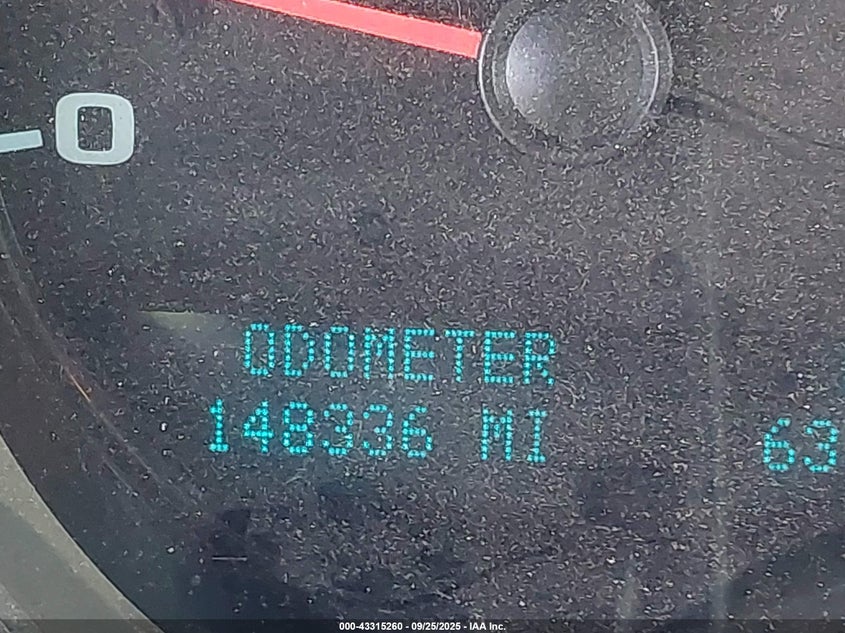 0
ODOMETER
148336 MI
63
000-43315260 - 09/25/2025 - IAA Inc.